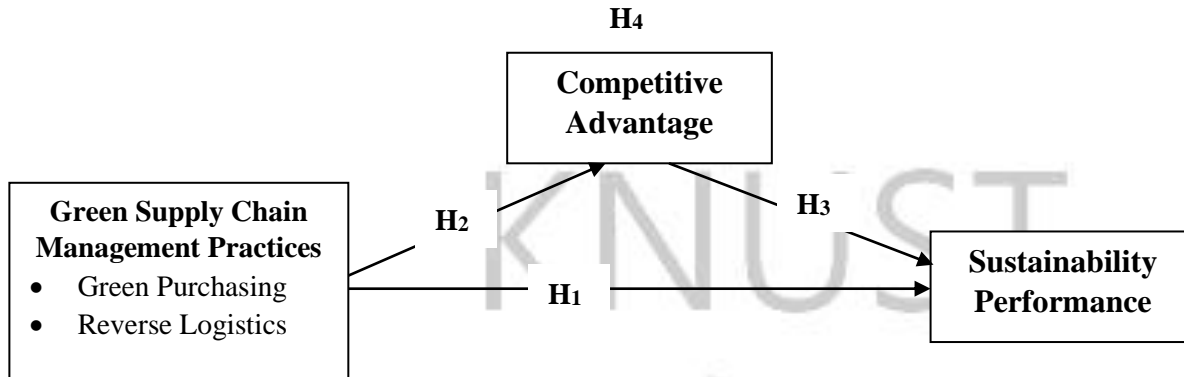 H4
Competitive
Advantage
Green Supply Chain
Management Practices
• Green Purchasing
• Reverse Logistics
H2
H3
H1
Sustainability
Performance
KNUST